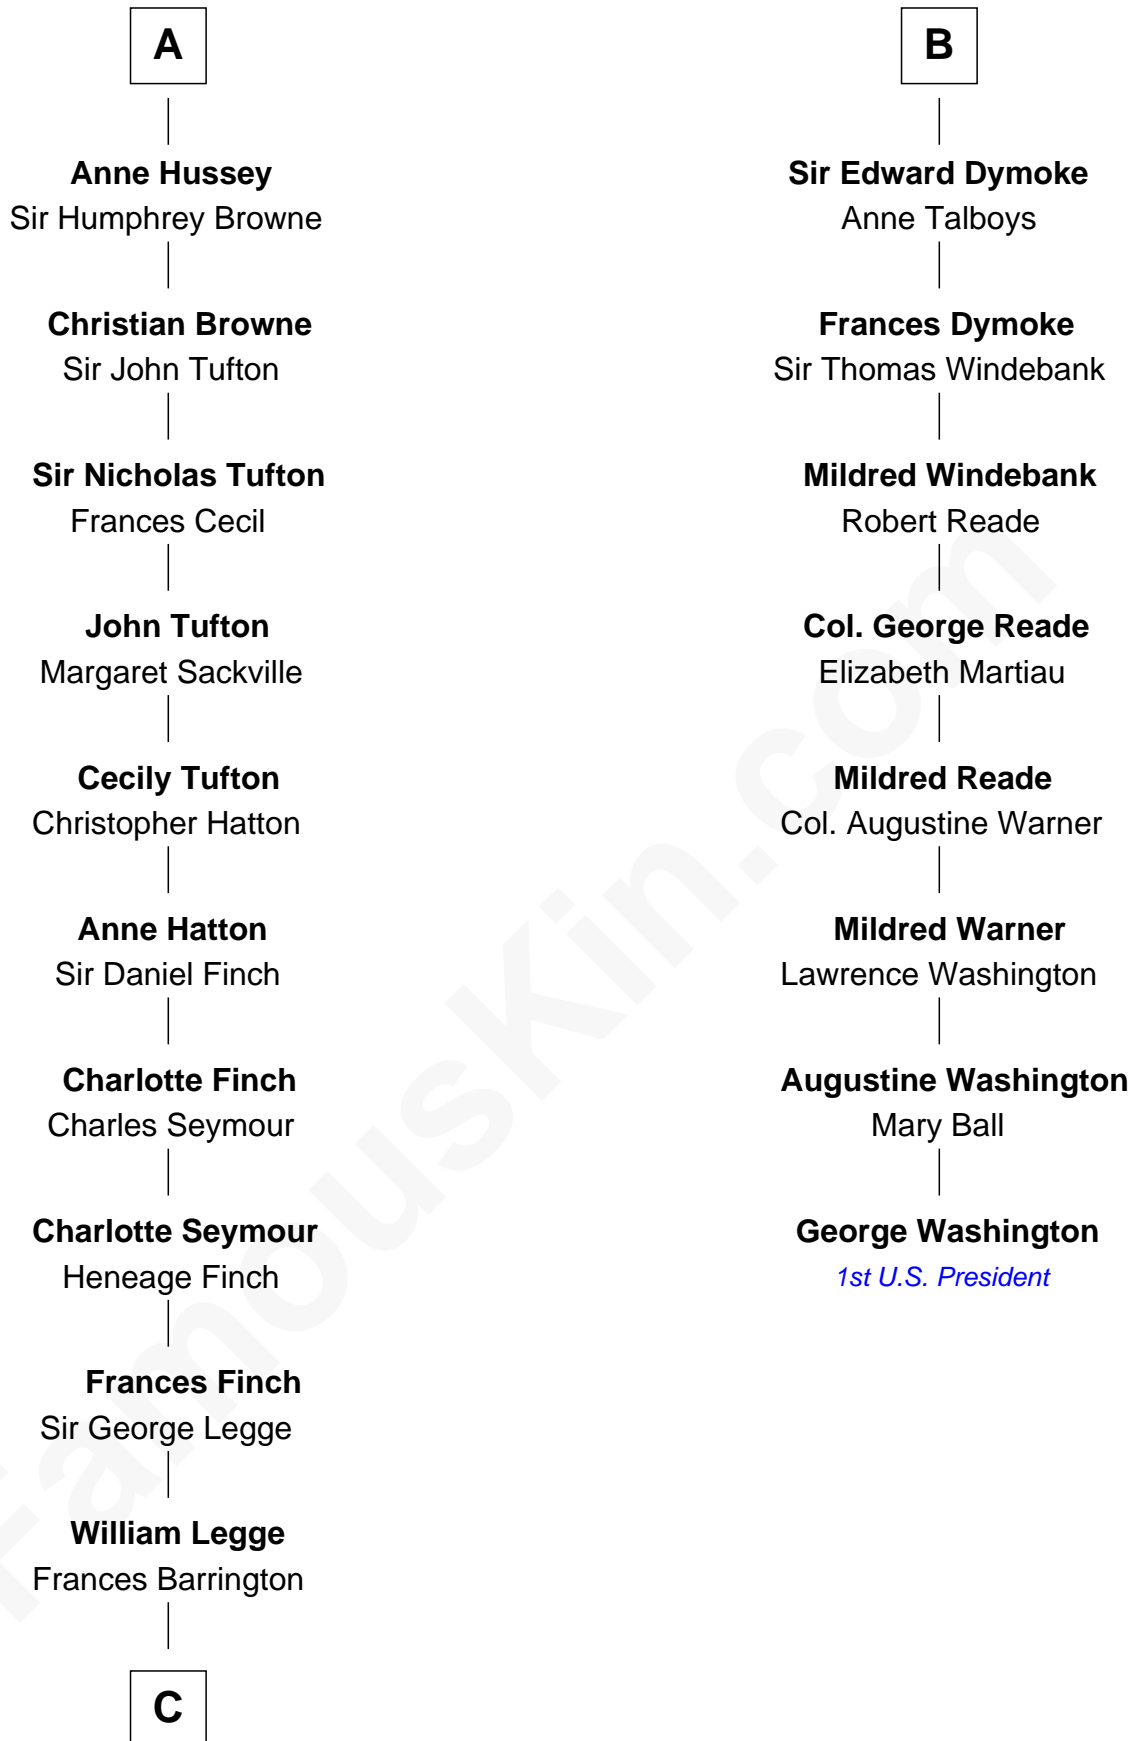 A
Anne Hussey
Sir Humphrey Browne
Christian Browne
Sir John Tufton
Sir Nicholas Tufton
Frances Cecil
John Tufton
Margaret Sackville
Cecily Tufton
Christopher Hatton
Anne Hatton
Sir Daniel Finch
Charlotte Finch
Charles Seymour
Charlotte Seymour
Heneage Finch
Frances Finch
Sir George Legge
William Legge
Frances Barrington
C
B
Sir Edward Dymoke
Anne Talboys
Frances Dymoke
Sir Thomas Windebank
Mildred Windebank
Robert Reade
Col. George Reade
Elizabeth Martiau
Mildred Reade
Col. Augustine Warner
Mildred Warner
Lawrence Washington
Augustine Washington
Mary Ball
George Washington
1st U.S. President
FamousKin.com